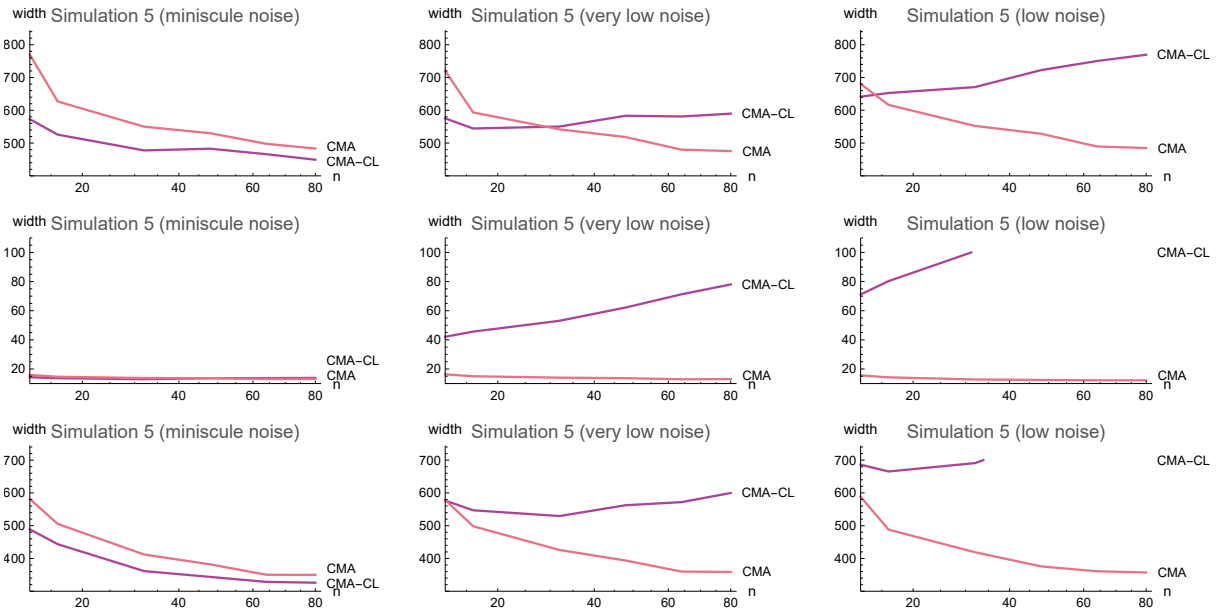 width Simulation 5 (miniscule noise)
800
700
600
500
CMA
CMA-CL
n
20 40 60 80
width Simulation 5 (very low noise)
800
700
600
500
CMA-CL
CMA
n
20 40 60 80
width Simulation 5 (low noise)
800
700
600
500
CMA-CL
CMA
n
20 40 60 80
width Simulation 5 (miniscule noise)
100
80
60
40
20
CMA-CL
CMA
n
20 40 60 80
width Simulation 5 (very low noise)
100
80
60
40
20
CMA-CL
CMA
n
20 40 60 80
width Simulation 5 (low noise)
100
80
60
40
20
CMA-CL
CMA
n
20 40 60 80
width Simulation 5 (miniscule noise)
700
600
500
400
CMA
CMA-CL
n
20 40 60 80
width Simulation 5 (very low noise)
700
600
500
400
CMA-CL
CMA
n
20 40 60 80
width Simulation 5 (low noise)
700
600
500
400
CMA-CL
CMA
n
20 40 60 80